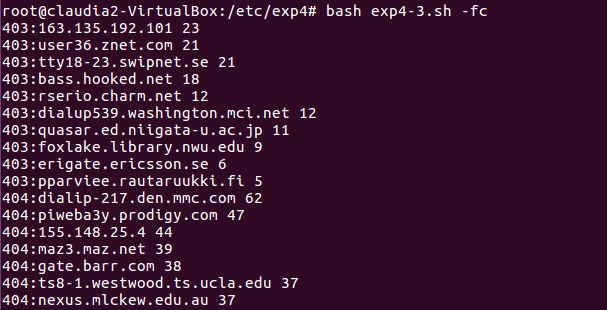 root@claudia2-VirtualBox:/etc/exp4# bash exp4-3.sh -fc
403:163.135.192.101 23
403:user36.znet.com 21
403:tty18-23.swipnet.se 21
403:bass.hooked.net 18
403:rserio.charm.net 12
403:dialup539.washington.mci.net 12
403:quasar.ed.niigata-u.ac.jp 11
403:foxlake.library.nwu.edu 9
403:erigate.ericsson.se 6
403:pparviee.rautaruukki.fi 5
404:dialip-217.den.mmc.com 62
404:piweba3y.prodigy.com 47
404:155.148.25.4 44
404:maz3.maz.net 39
404:gate.barr.com 38
404:ts8-1.westwood.ts.ucla.edu 37
404:nexus.mlckew.edu.au 37